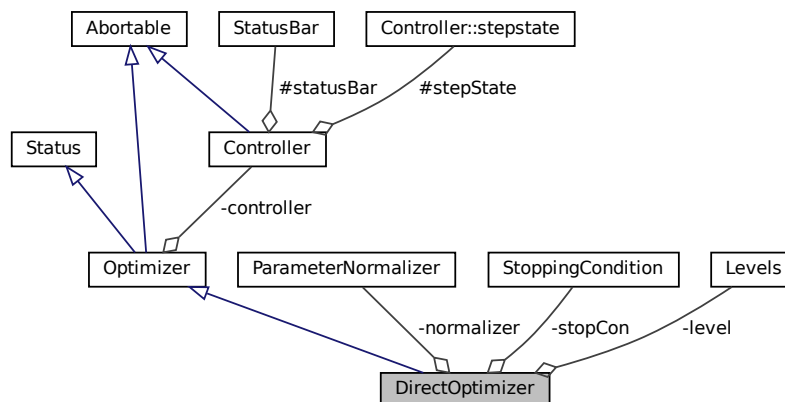 Abortable
StatusBar
Controller::stepstate
#statusBar
#stepState
Status
Controller
-controller
Optimizer
ParameterNormalizer
StoppingCondition
Levels
-normalizer
-stopCon
-level
DirectOptimizer